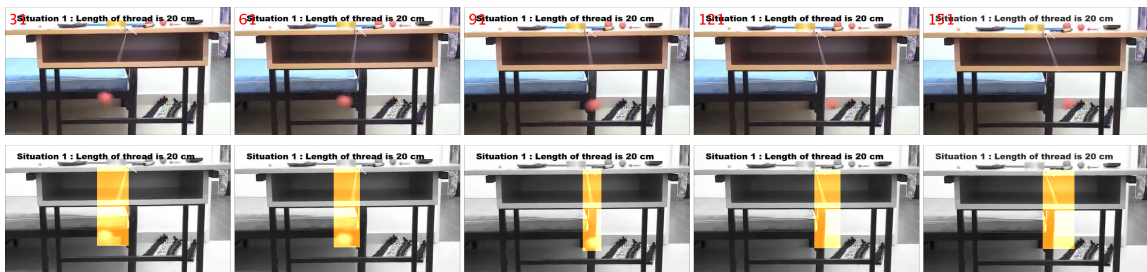 31 Situation 1 : Length of thread is 20 cm
61 Situation 1 : Length of thread is 20 cm
91 Situation 1 : Length of thread is 20 cm
121 Situation 1 : Length of thread is 20 cm
151 Situation 1 : Length of thread is 20 cm
Situation 1 : Length of thread is 20 cm
Situation 1 : Length of thread is 20 cm
Situation 1 : Length of thread is 20 cm
Situation 1 : Length of thread is 20 cm
Situation 1 : Length of thread is 20 cm